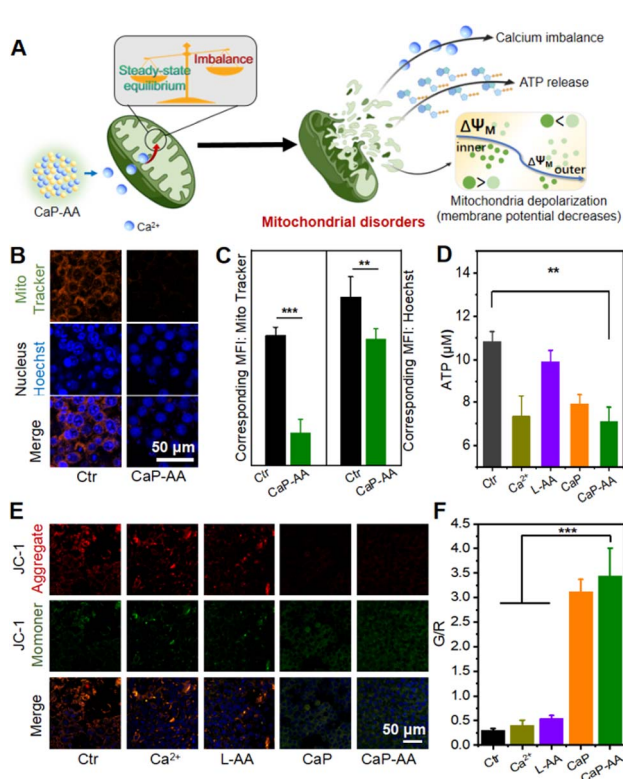 A
Steady-state
equilibrium
Imbalance
CaP-AA
Ca²⁺
Mitochondrial disorders
Calcium imbalance
ATP release
ΔΨM
inner
<
ΔΨM
outer
>
Mitochondria depolarization
(membrane potential decreases)
B
Mito
Tracker
Nucleus
Hoechst
Merge
50 µm
Ctr
CaP-AA
C
Corresponding MFI: Mito Tracker
***
**
Corresponding MFI: Hoechst
Ctr
CaP-AA
Ctr
CaP-AA
D
ATP (µM)
12
10
8
6
**
Ctr
Ca²⁺
L-AA
CaP
CaP-AA
E
JC-1
Aggregate
JC-1
Momoner
Merge
50 µm
Ctr
Ca²⁺
L-AA
CaP
CaP-AA
F
G/R
4.5
4.0
3.5
3.0
2.5
2.0
1.5
1.0
0.5
0.0
***
Ctr
Ca²⁺
L-AA
CaP
CaP-AA